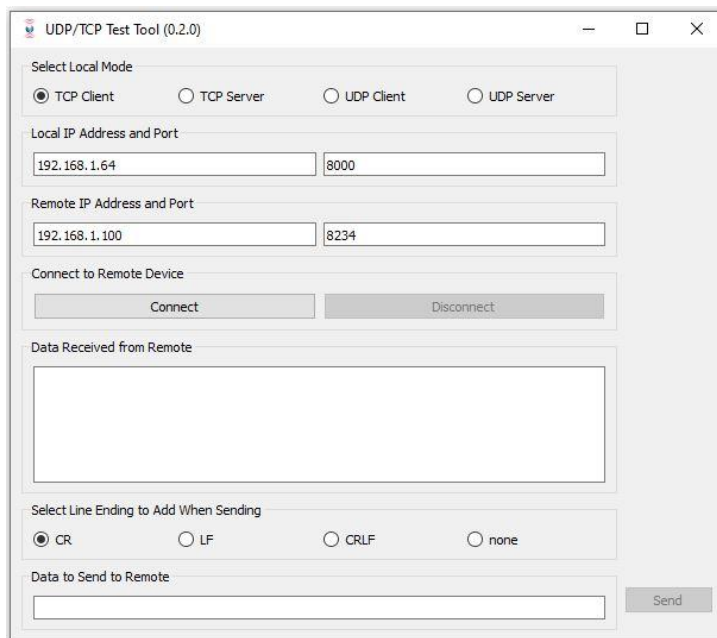 UDP/TCP Test Tool (0.2.0)
Select Local Mode
TCP Client TCP Server UDP Client UDP Server
Local IP Address and Port
192.168.1.64 8000
Remote IP Address and Port
192.168.1.100 8234
Connect to Remote Device
Connect Disconnect
Data Received from Remote
Select Line Ending to Add When Sending
CR LF CRLF none
Data to Send to Remote
Send